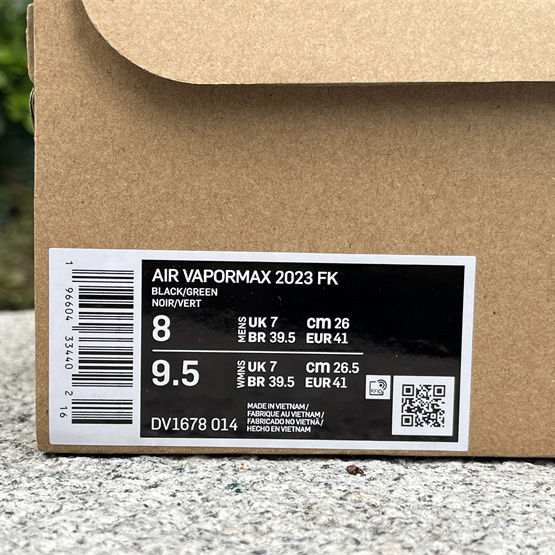 AIR VAPORMAX 2023 FK
BLACK/GREEN
NOIR/VERT
8 MENS UK 7 cm 26
BR 39.5 EUR 41
9.5 WMNS UK 7 cm 26.5
BR 39.5 EUR 41
RFID
DV1678 014
MADE IN VIETNAM /
FABRIQUE AU VIETNAM /
FABRICADO NO VIETNÃ /
HECHO EN VIETNAM
1 96604 33440 2 16